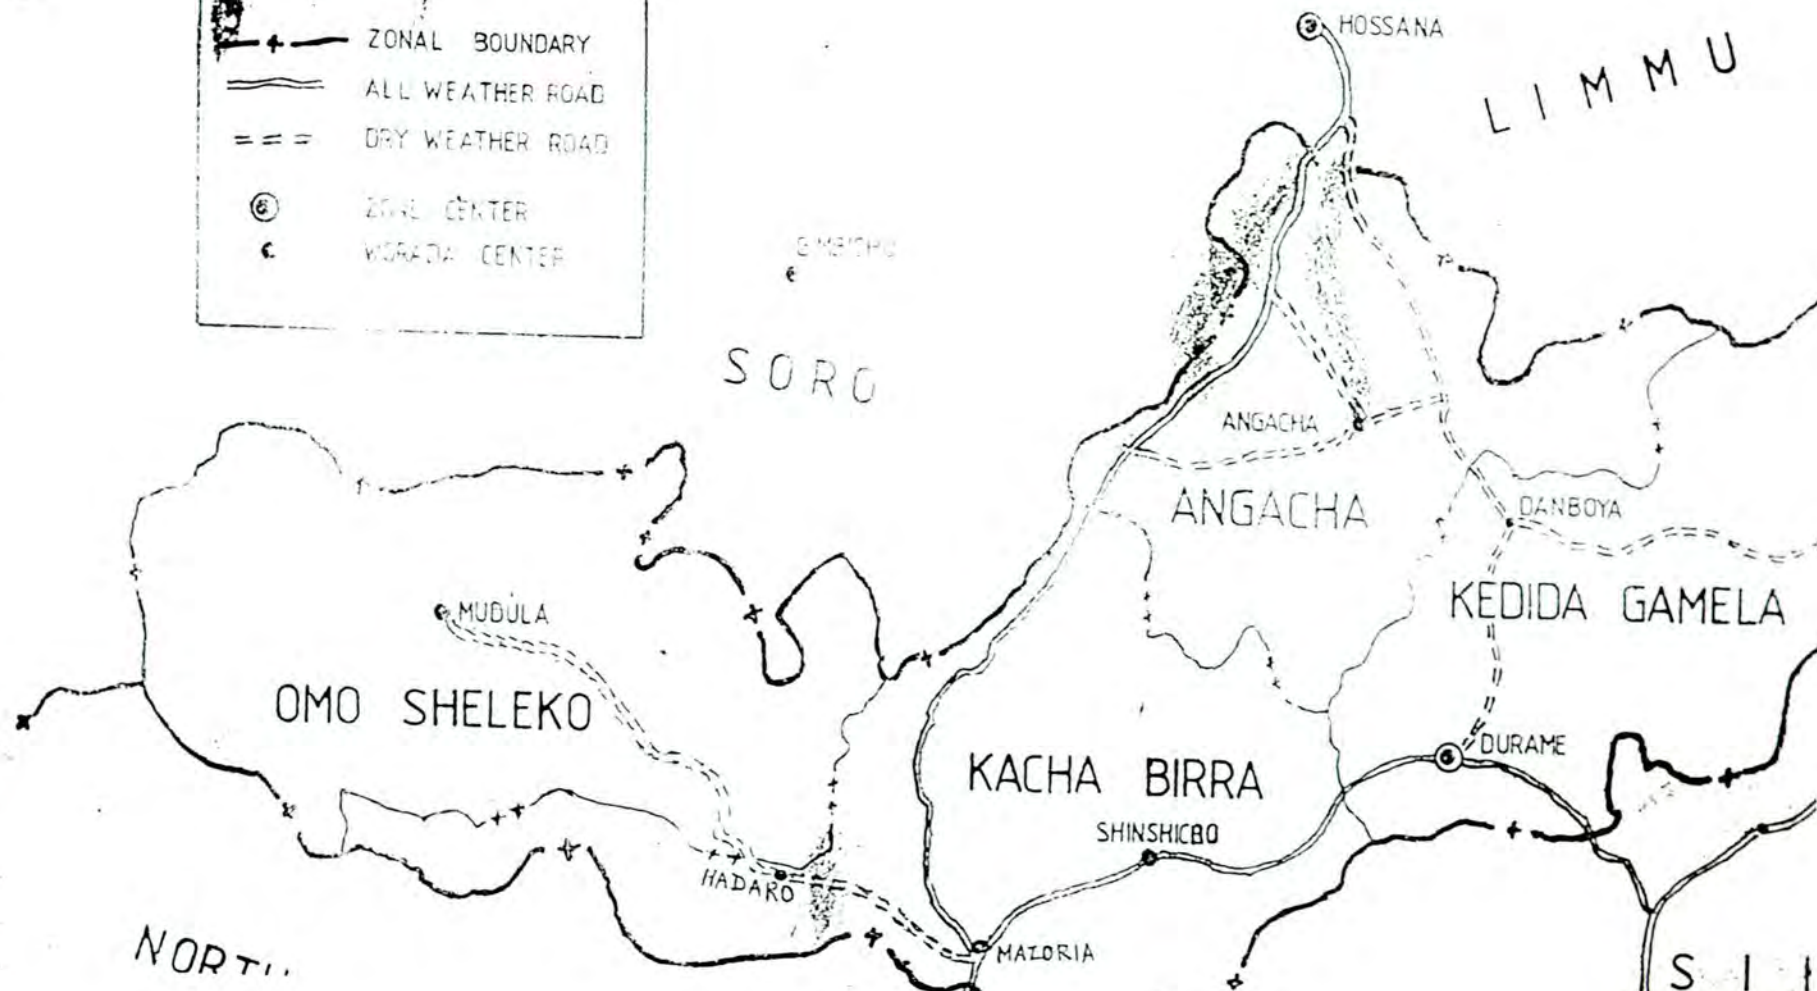 ZONAL BOUNDARY
ALL WEATHER ROAD
DRY WEATHER ROAD
CENTER
WORADA CENTER
HOSSANA
LIMMU
SORO
ANGACHA
ANGACHA
DANBOYA
KEDIDA GAMELA
MUDULA
OMO SHELEKO
DURAME
KACHA BIRRA
SHINSHICBO
HADARO
MAZORIA